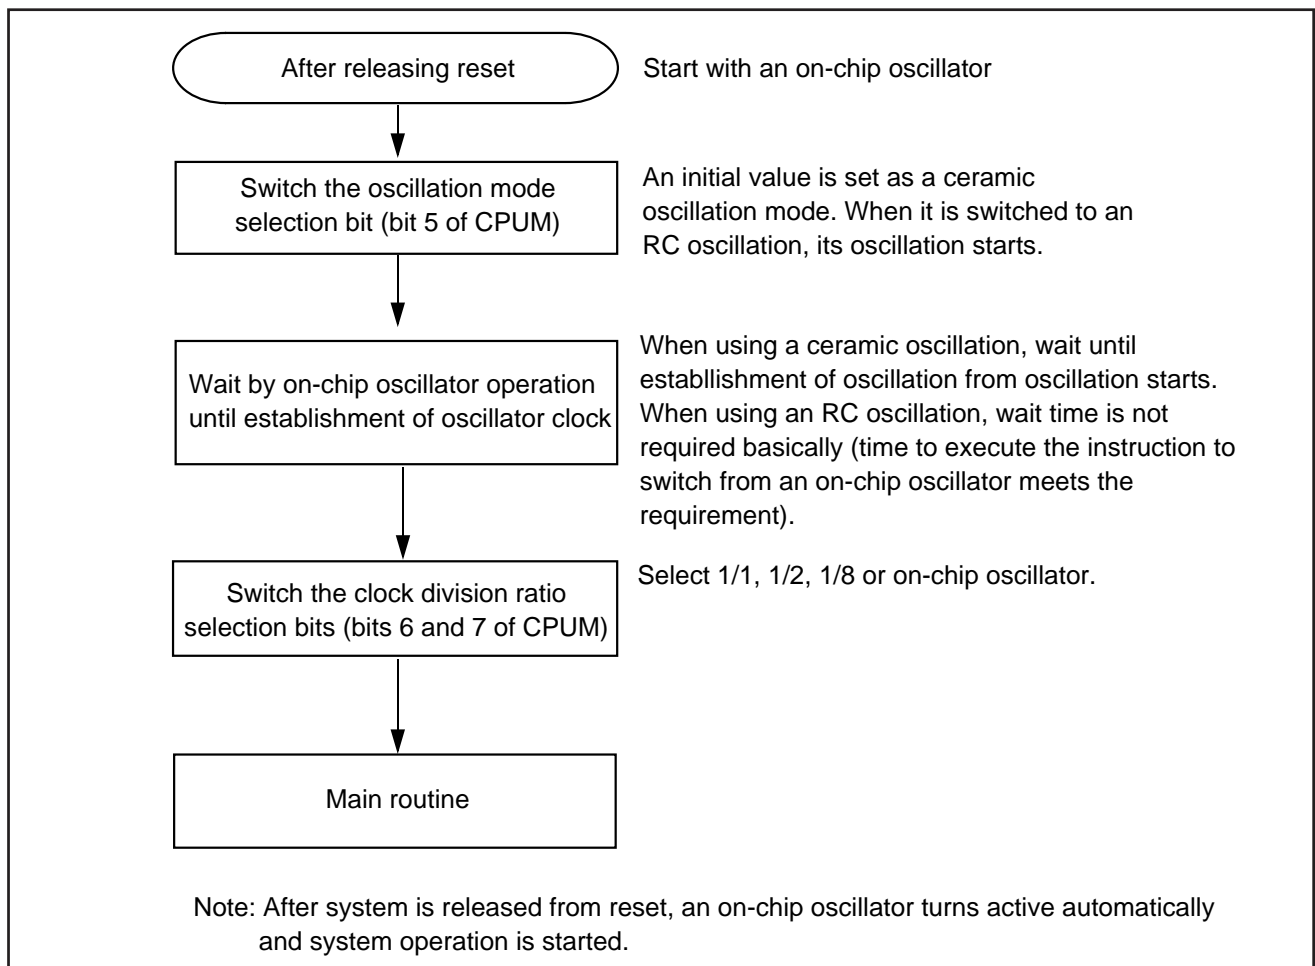 After releasing reset
Start with an on-chip oscillator
Switch the oscillation mode
selection bit (bit 5 of CPUM)
An initial value is set as a ceramic
oscillation mode. When it is switched to an
RC oscillation, its oscillation starts.
Wait by on-chip oscillator operation
until establishment of oscillator clock
When using a ceramic oscillation, wait until
establlishment of oscillation from oscillation starts.
When using an RC oscillation, wait time is not
required basically (time to execute the instruction to
switch from an on-chip oscillator meets the
requirement).
Switch the clock division ratio
selection bits (bits 6 and 7 of CPUM)
Select 1/1, 1/2, 1/8 or on-chip oscillator.
Main routine
Note: After system is released from reset, an on-chip oscillator turns active automatically
and system operation is started.